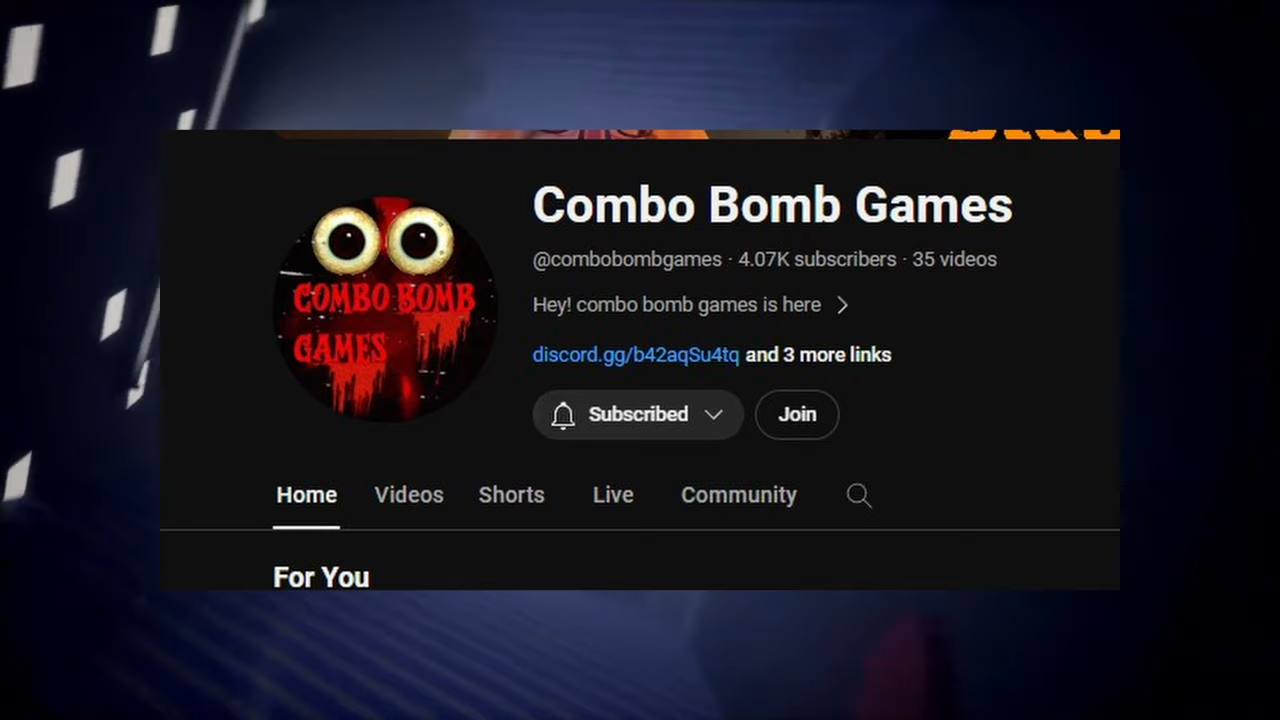 Combo Bomb Games
@combobombgames · 4.07K subscribers · 35 videos
COMBO BOMB
GAMES
Hey! combo bomb games is here
discord.gg/b42aqSu4tq and 3 more links
Subscribed
Join
Home Videos Shorts Live Community
For You